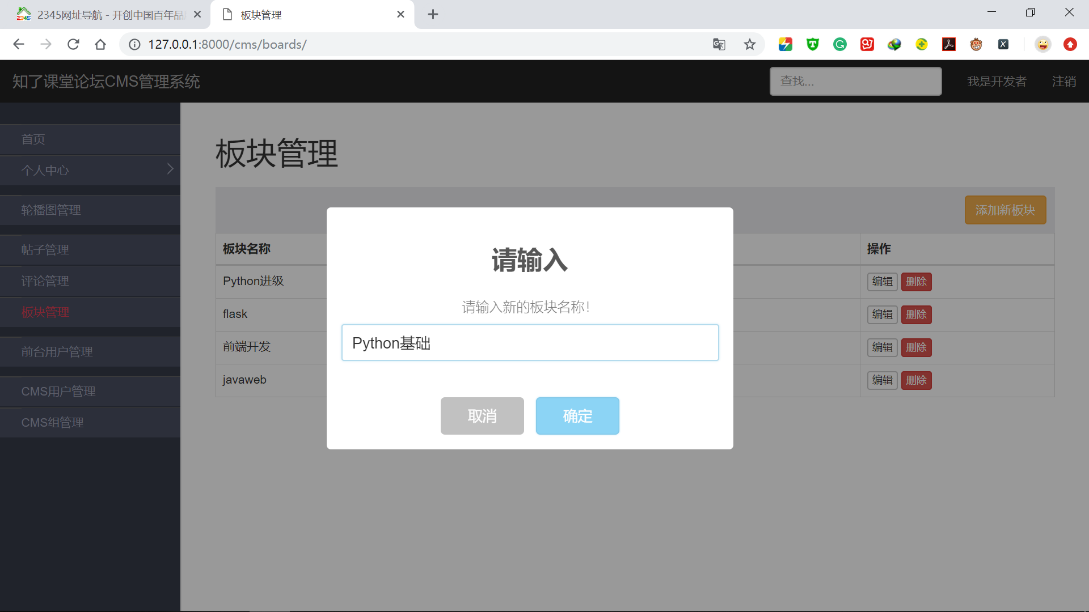 2345网址导航 - 开创中国百年品
板块管理
127.0.0.1:8000/cms/boards/
知了课堂论坛CMS管理系统
查找...
我是开发者
注销
首页
个人中心
轮播图管理
帖子管理
评论管理
板块管理
前台用户管理
CMS用户管理
CMS组管理
板块管理
添加新板块
板块名称
操作
Python进级
编辑 删除
flask
编辑 删除
前端开发
编辑 删除
javaweb
编辑 删除
请输入
请输入新的板块名称!
Python基础
取消
确定